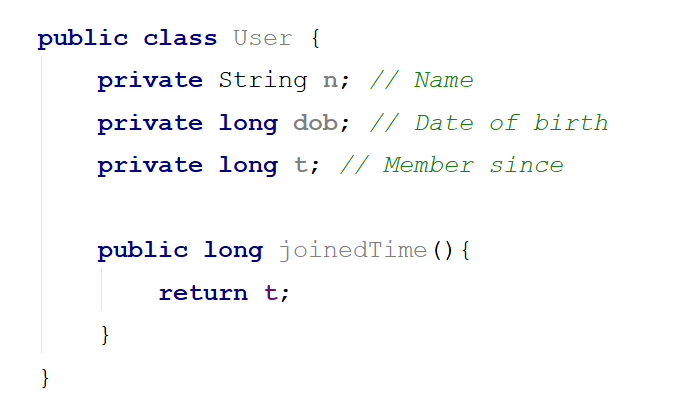 public class User {
private String n; // Name
private long dob; // Date of birth
private long t; // Member since
public long joinedTime(){
return t;
}
}